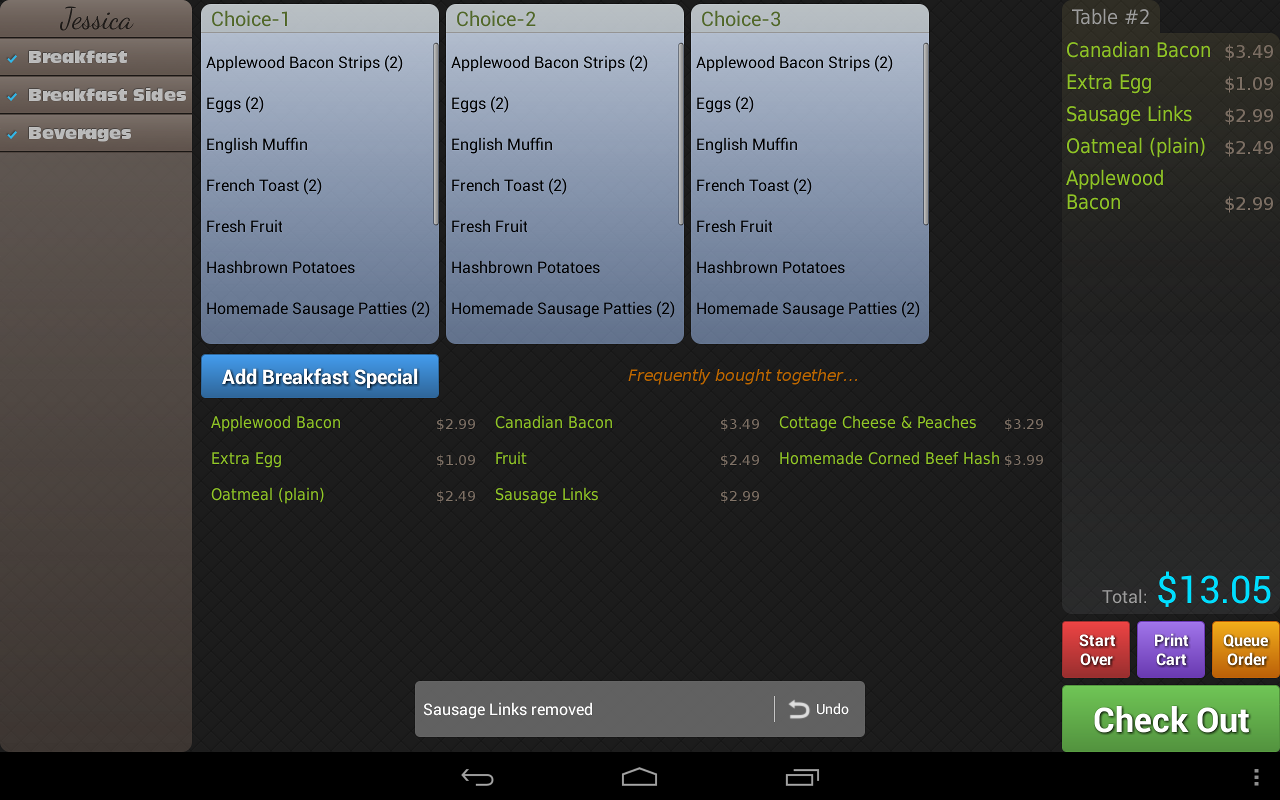 Jessica
Breakfast
Breakfast Sides
Beverages
Choice-1
Applewood Bacon Strips (2)
Eggs (2)
English Muffin
French Toast (2)
Fresh Fruit
Hashbrown Potatoes
Homemade Sausage Patties (2)
Choice-2
Applewood Bacon Strips (2)
Eggs (2)
English Muffin
French Toast (2)
Fresh Fruit
Hashbrown Potatoes
Homemade Sausage Patties (2)
Choice-3
Applewood Bacon Strips (2)
Eggs (2)
English Muffin
French Toast (2)
Fresh Fruit
Hashbrown Potatoes
Homemade Sausage Patties (2)
Add Breakfast Special
Frequently bought together...
Applewood Bacon $2.99 Canadian Bacon $3.49 Cottage Cheese & Peaches $3.29
Extra Egg $1.09 Fruit $2.49 Homemade Corned Beef Hash $3.99
Oatmeal (plain) $2.49 Sausage Links $2.99
Sausage Links removed Undo
Table #2
Canadian Bacon $3.49
Extra Egg $1.09
Sausage Links $2.99
Oatmeal (plain) $2.49
Applewood
Bacon $2.99
Total: $13.05
Start
Over
Print
Cart
Queue
Order
Check Out